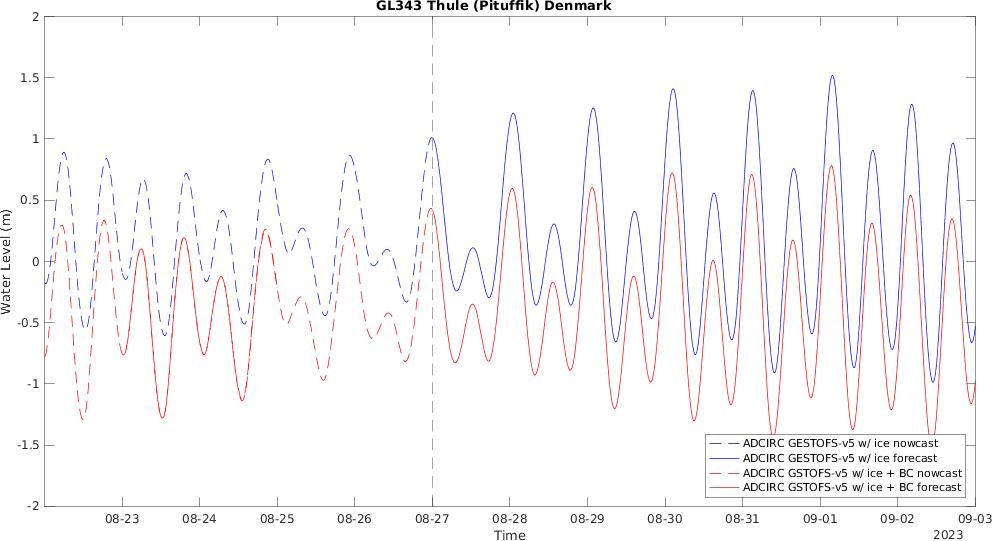 GL343 Thule (Pituffik) Denmark
2
1.5
1
0.5
0
-0.5
-1
-1.5
-2
Water Level (m)
ADCIRC GESTOFS-v5 w/ ice nowcast
ADCIRC GESTOFS-v5 w/ ice forecast
ADCIRC GSTOFS-v5 w/ ice + BC nowcast
ADCIRC GSTOFS-v5 w/ ice + BC forecast
08-23 08-24 08-25 08-26 08-27 08-28 08-29 08-30 08-31 09-01 09-02 09-03
Time
2023